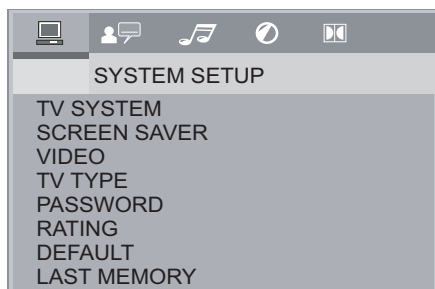 SYSTEM SETUP
TV SYSTEM
SCREEN SAVER
VIDEO
TV TYPE
PASSWORD
RATING
DEFAULT
LAST MEMORY